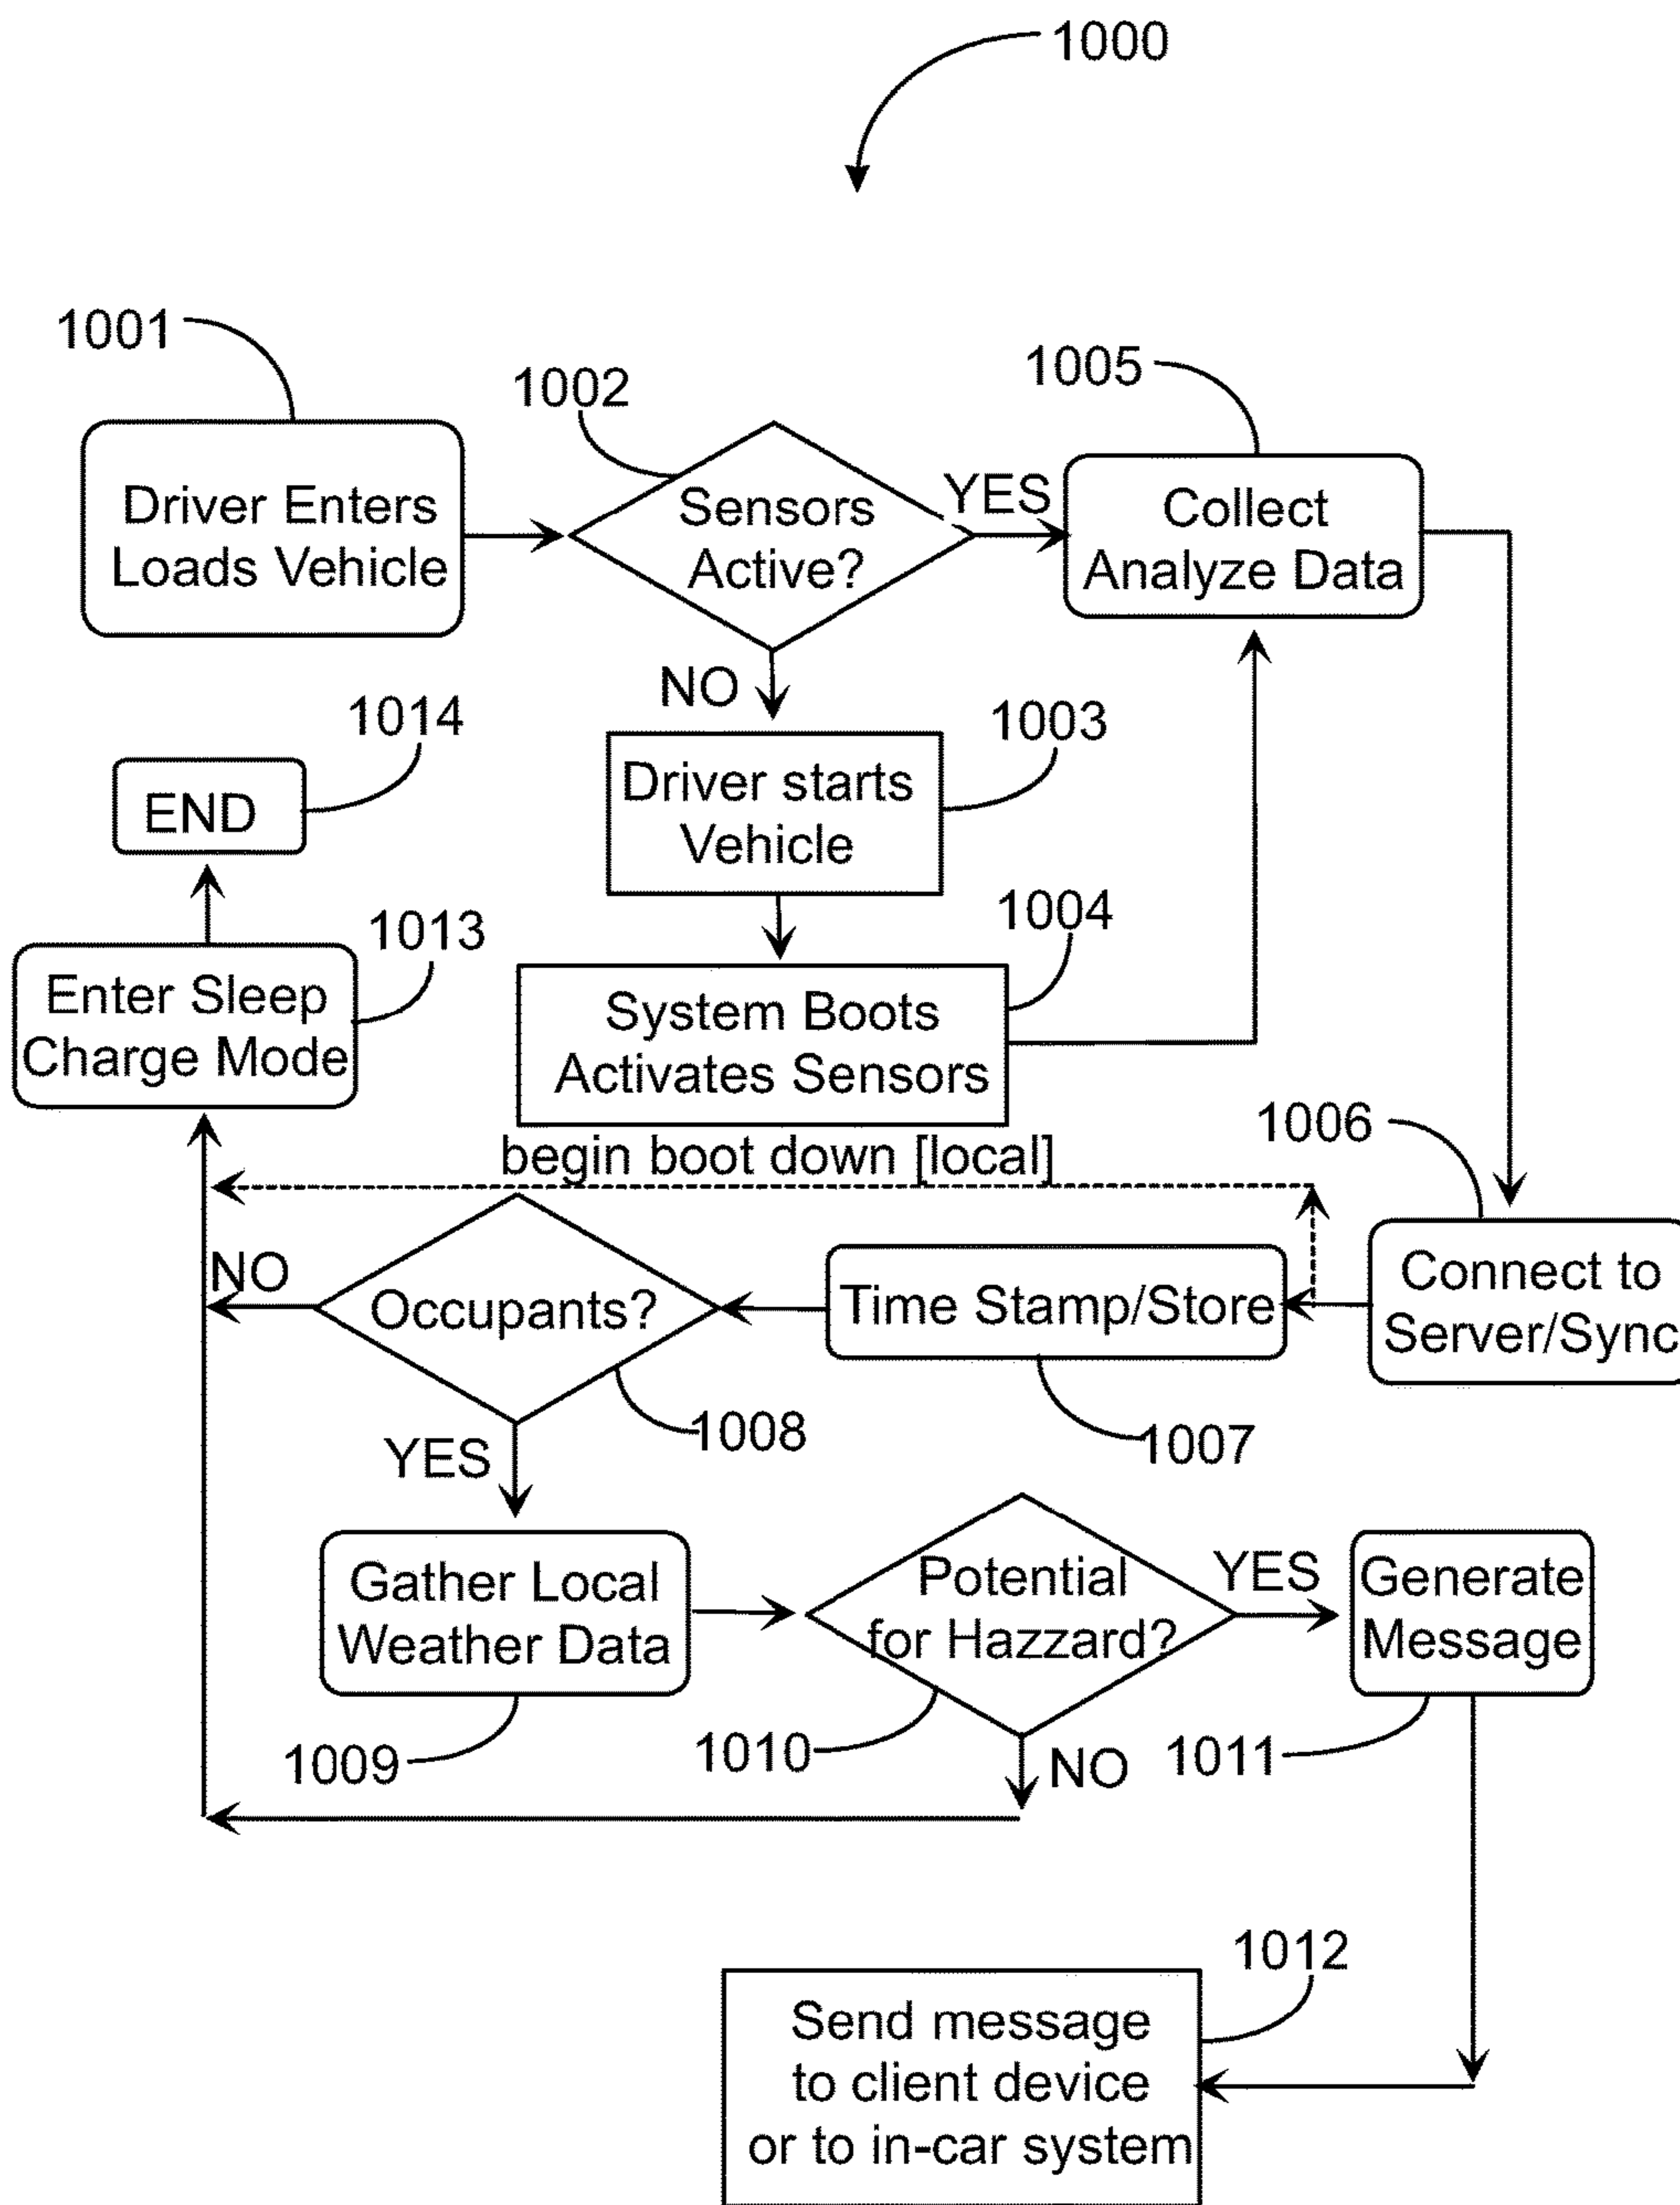 1000
1001
1002
1005
Driver Enters
Loads Vehicle
Sensors
Active?
YES
Collect
Analyze Data
NO
1014
1003
END
Driver starts
Vehicle
1013
1004
Enter Sleep
Charge Mode
System Boots
Activates Sensors
begin boot down [local]
1006
NO
Occupants?
Time Stamp/Store
Connect to
Server/Sync
1008
1007
YES
Gather Local
Weather Data
Potential
for Hazzard?
YES
Generate
Message
1009
1010
NO
1011
1012
Send message
to client device
or to in-car system